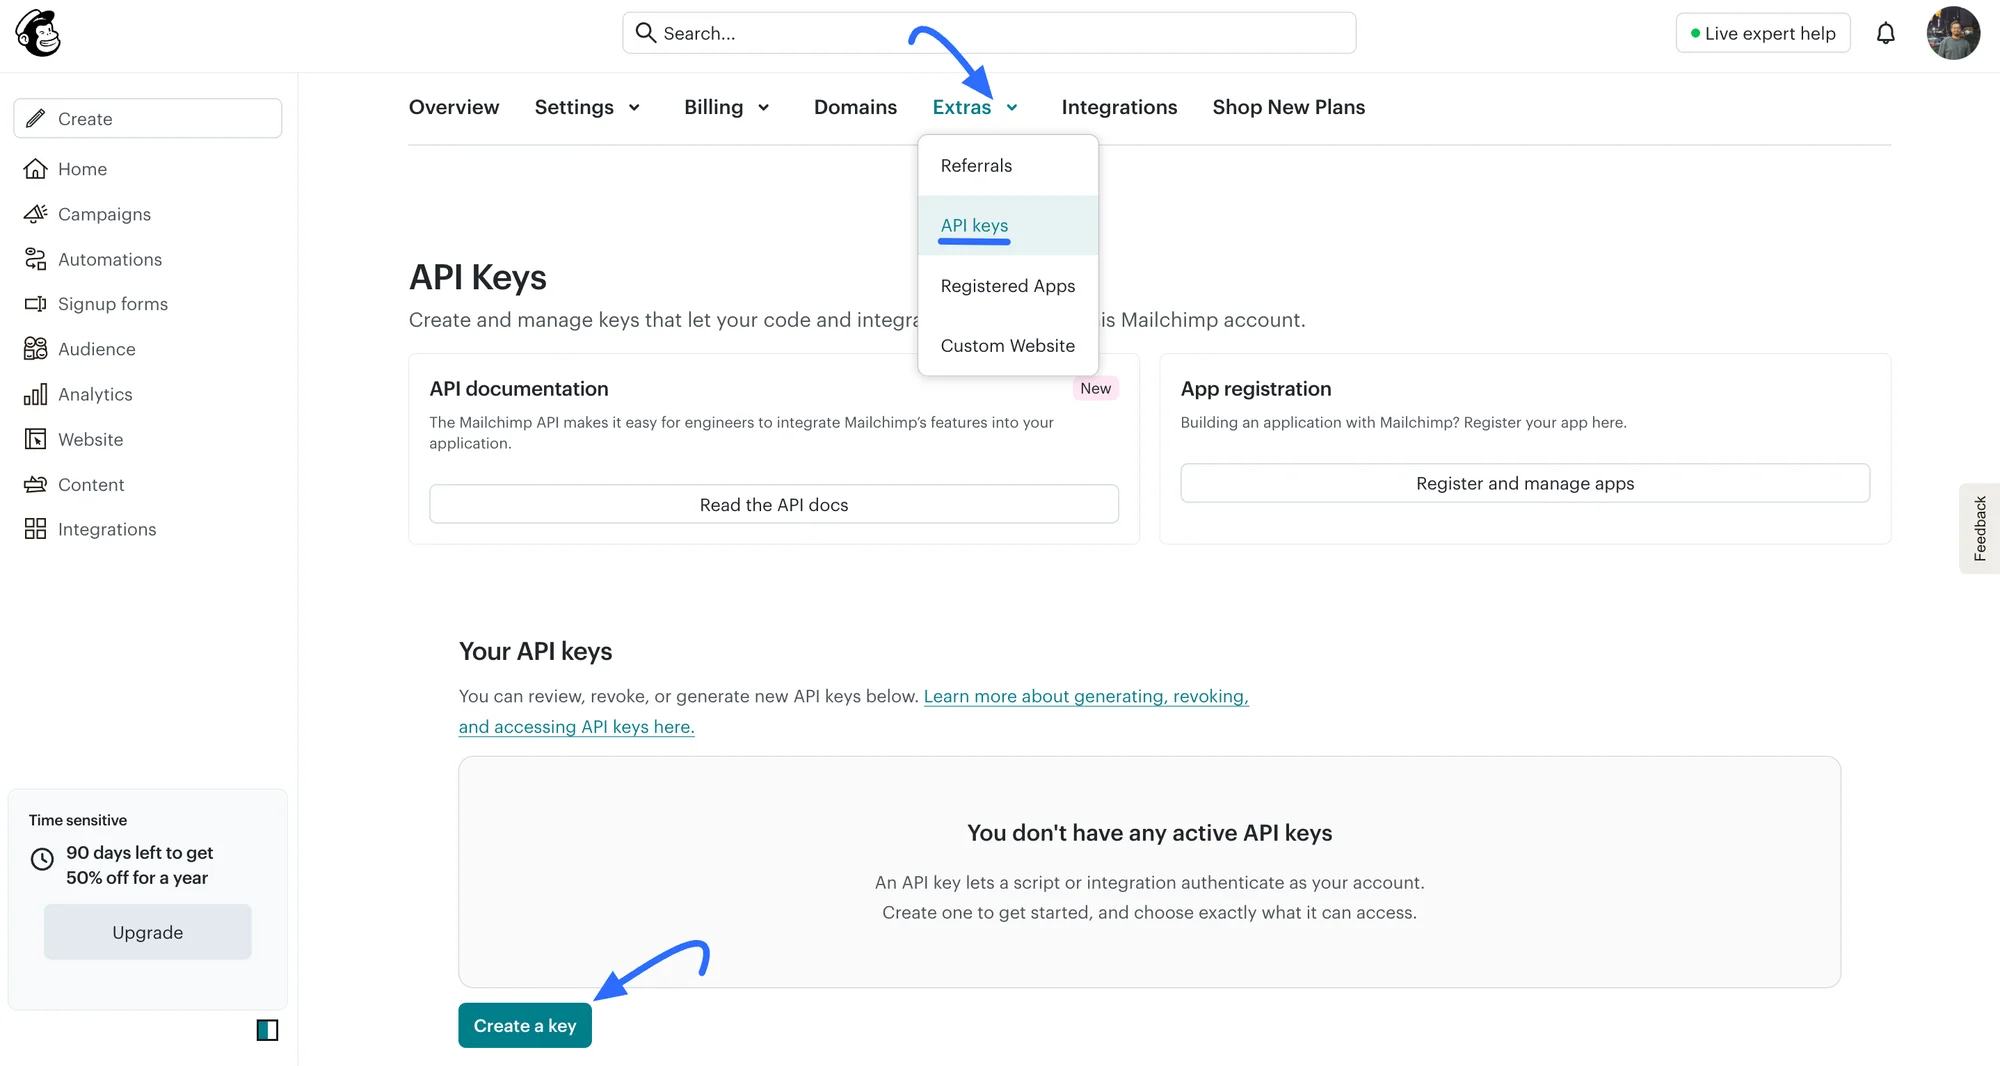 Search...
Live expert help
Create
Home
Campaigns
Automations
Signup forms
Audience
Analytics
Website
Content
Integrations
Time sensitive
90 days left to get
50% off for a year
Upgrade
Overview
Settings
Billing
Domains
Extras
Integrations
Shop New Plans
Referrals
API keys
Registered Apps
Custom Website
API Keys
Create and manage keys that let your code and integra is Mailchimp account.
API documentation
New
The Mailchimp API makes it easy for engineers to integrate Mailchimp’s features into your
application.
Read the API docs
App registration
Building an application with Mailchimp? Register your app here.
Register and manage apps
Feedback
Your API keys
You can review, revoke, or generate new API keys below. Learn more about generating, revoking,
and accessing API keys here.
You don't have any active API keys
An API key lets a script or integration authenticate as your account.
Create one to get started, and choose exactly what it can access.
Create a key